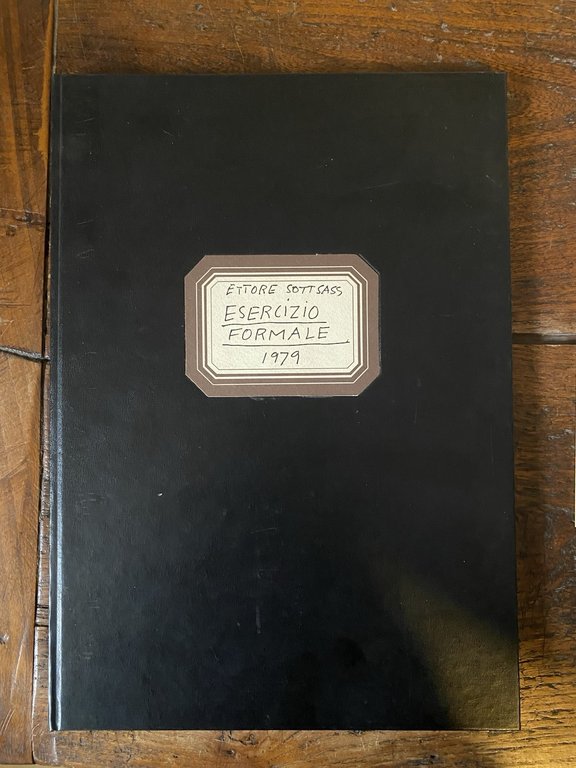 ETTORE SOTTSASS
ESERCIZIO
FORMALE
1979